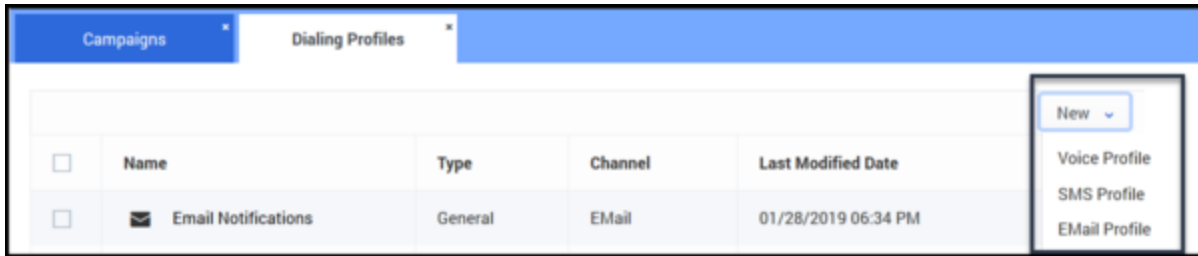 Campaigns × Dialing Profiles ×
New
Name Type Channel Last Modified Date Voice Profile
SMS Profile
Email Notifications General EMail 01/28/2019 06:34 PM
EMail Profile